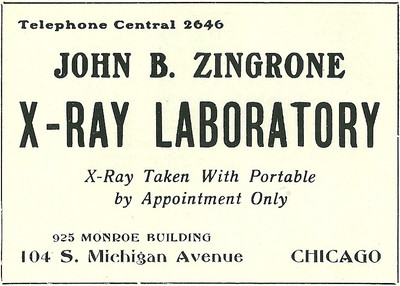 Telephone Central 2646
JOHN B. ZINGRONE
X-RAY LABORATORY
X-Ray Taken With Portable
by Appointment Only
925 MONROE BUILDING
104 S. Michigan Avenue CHICAGO